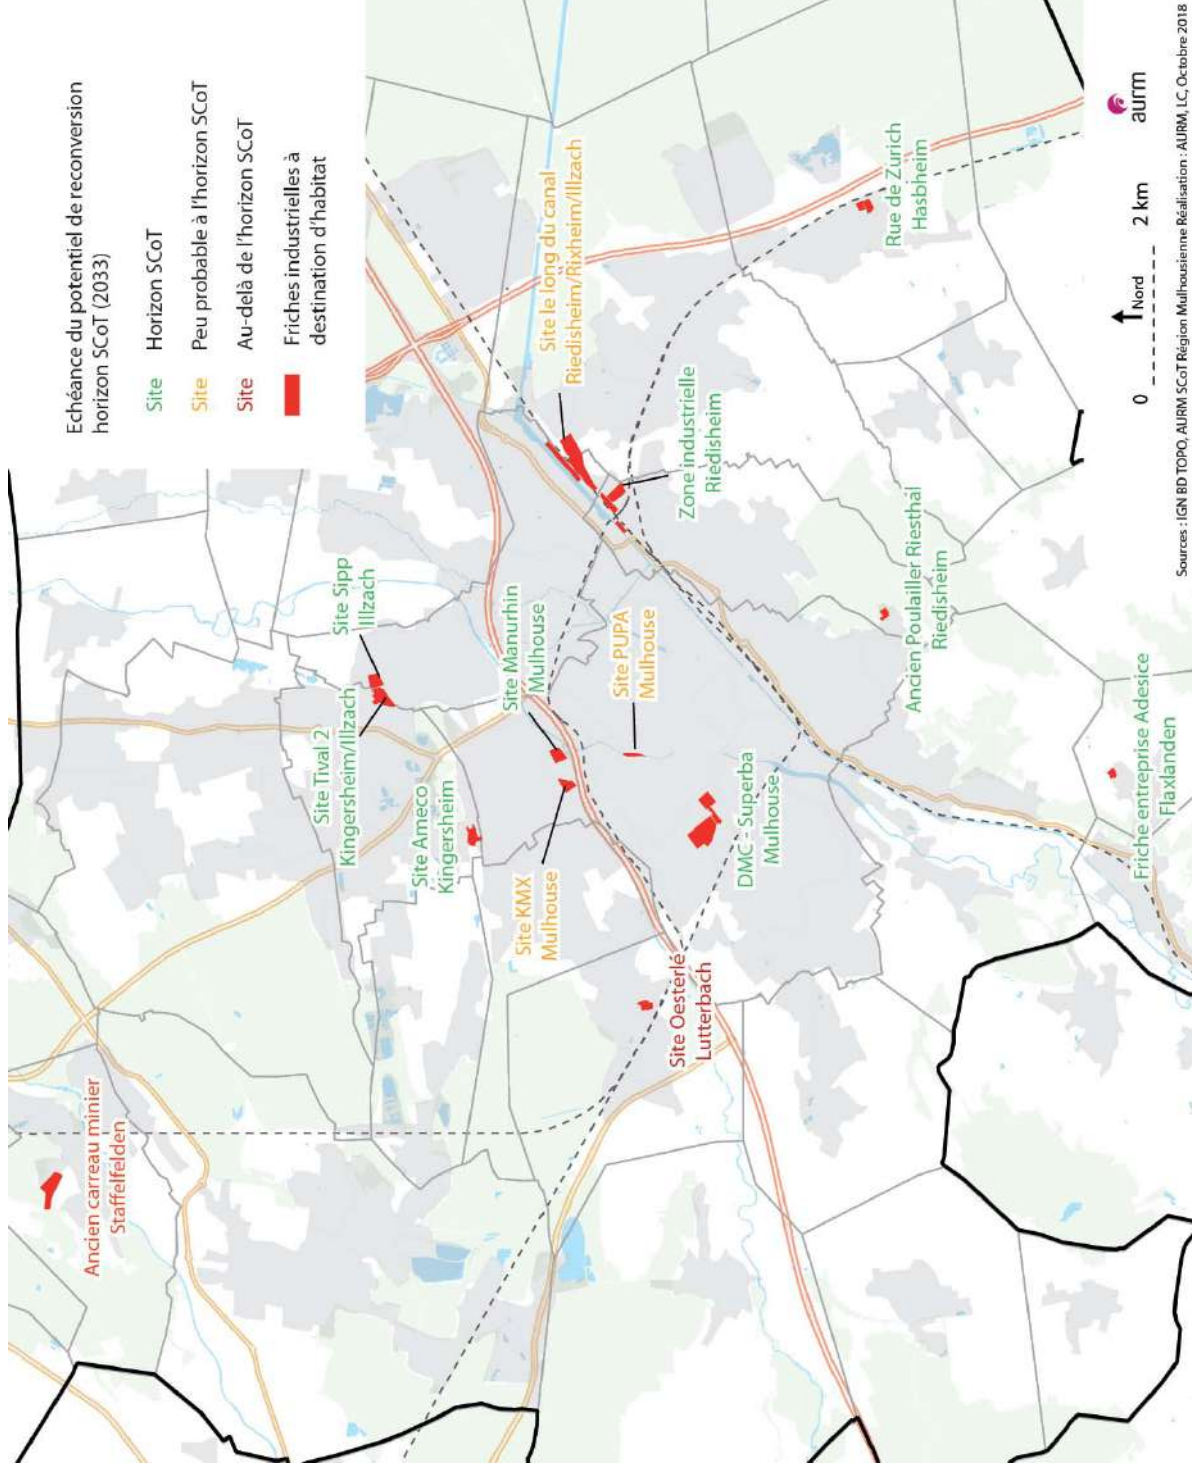 Echéance du potentiel de reconversion
horizon SCoT (2033)
Site Horizon SCoT
Site Peu probable à l'horizon SCoT
Site Au-delà de l'horizon SCoT
Friches industrielles à
destination d'habitat
Ancien carreau minier
Staffelfelden
Site Tival 2
Kingersheim/Illzach
Site Sipp
Illzach
Site Ameco
Kingersheim
Site Manurhin
Mulhouse
Site KMX
Mulhouse
Site le long du canal
Riedisheim/Rixheim/Illzach
Site PUPA
Mulhouse
Zone industrielle
Riedisheim
Site Oesterlé
Lutterbach
DMC - Superba
Mulhouse
Rue de Zurich
Hasbheim
Ancien Poulailler Riesthal
Riedisheim
Friche entreprise Adesice
Flaxlanden
0 Nord 2 km
aurm
Sources : IGN BD TOPO, AURM SCoT Région Mulhousienne Réalisation : AURM, LC, Octobre 2018